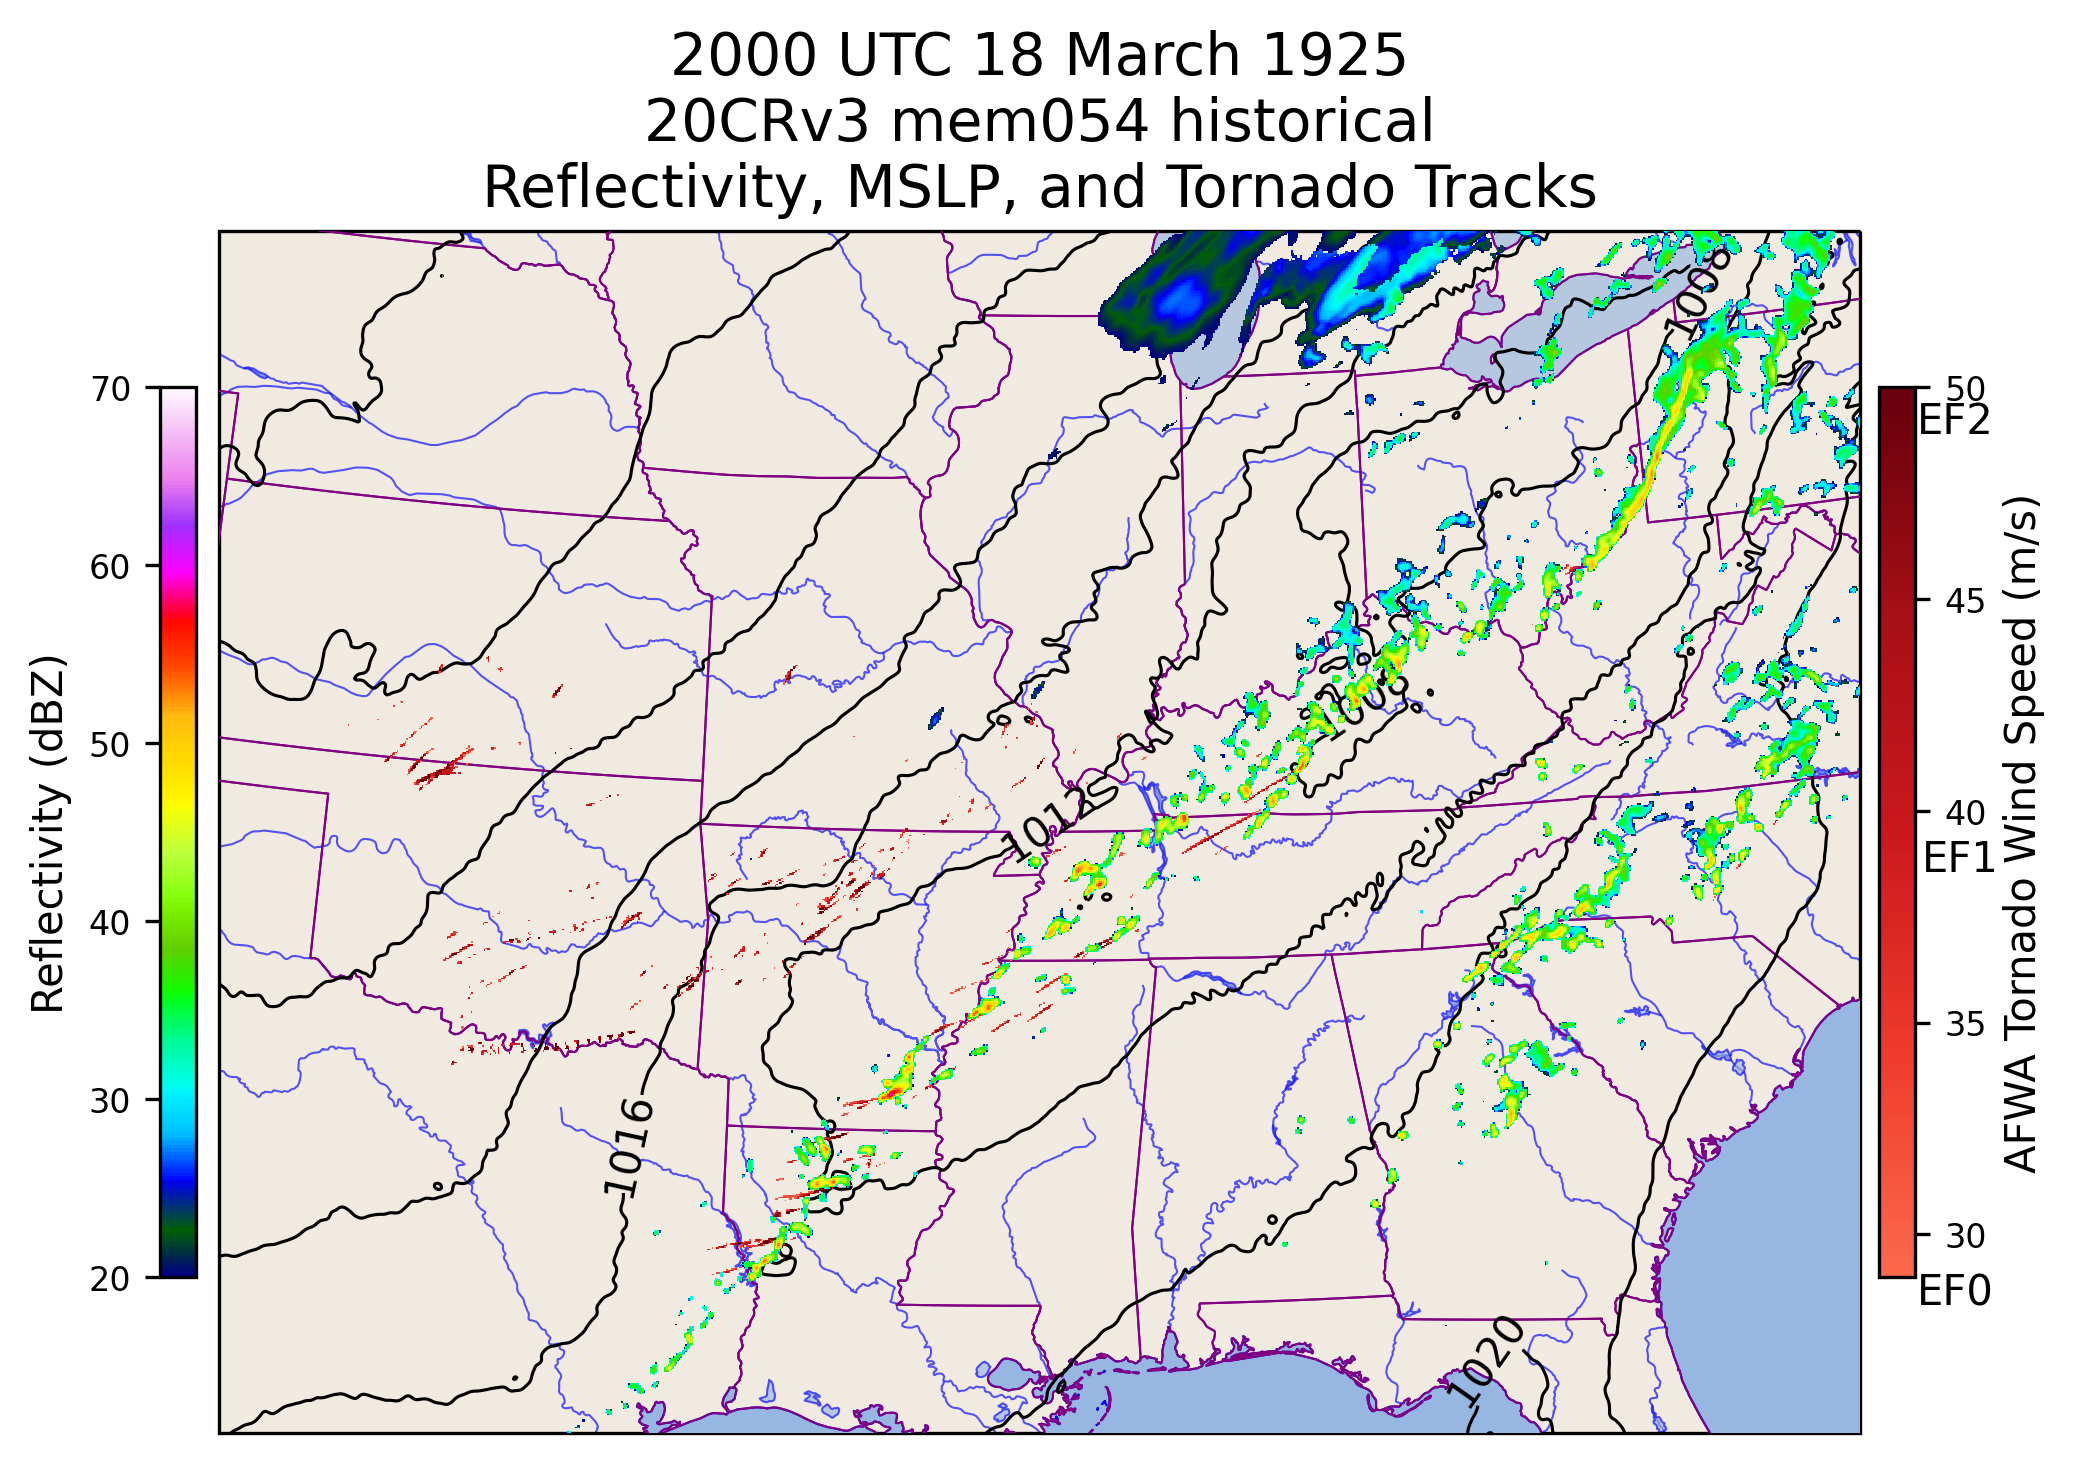 2000 UTC 18 March 1925
20CRv3 mem054 historical
Reflectivity, MSLP, and Tornado Tracks
Reflectivity (dBZ)
70
60
50
40
30
20
1008
1008
1012
1016
1020
50
EF2
45
40
EF1
35
30
EF0
AFWA Tornado Wind Speed (m/s)